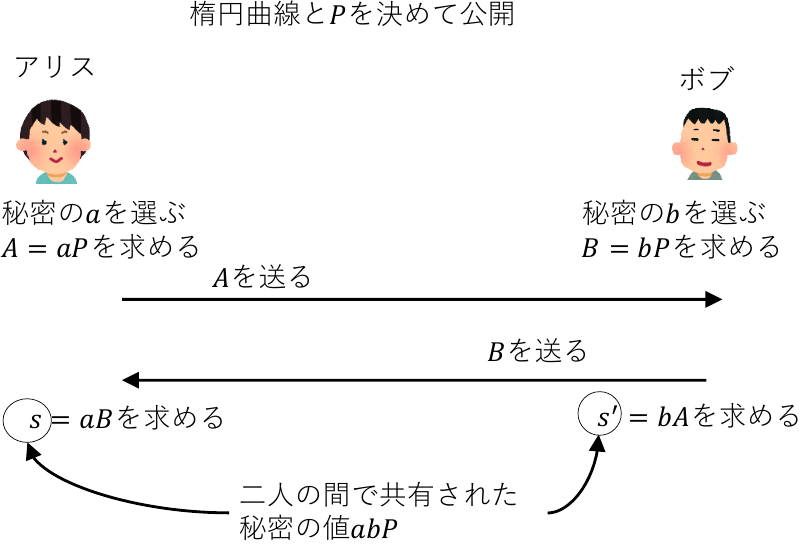 楕円曲線とPを決めて公開
アリス
ボブ
秘密のaを選ぶ
A = aPを求める
秘密のbを選ぶ
B = bPを求める
Aを送る
Bを送る
s = aBを求める
s′ = bAを求める
二人の間で共有された
秘密の値abP